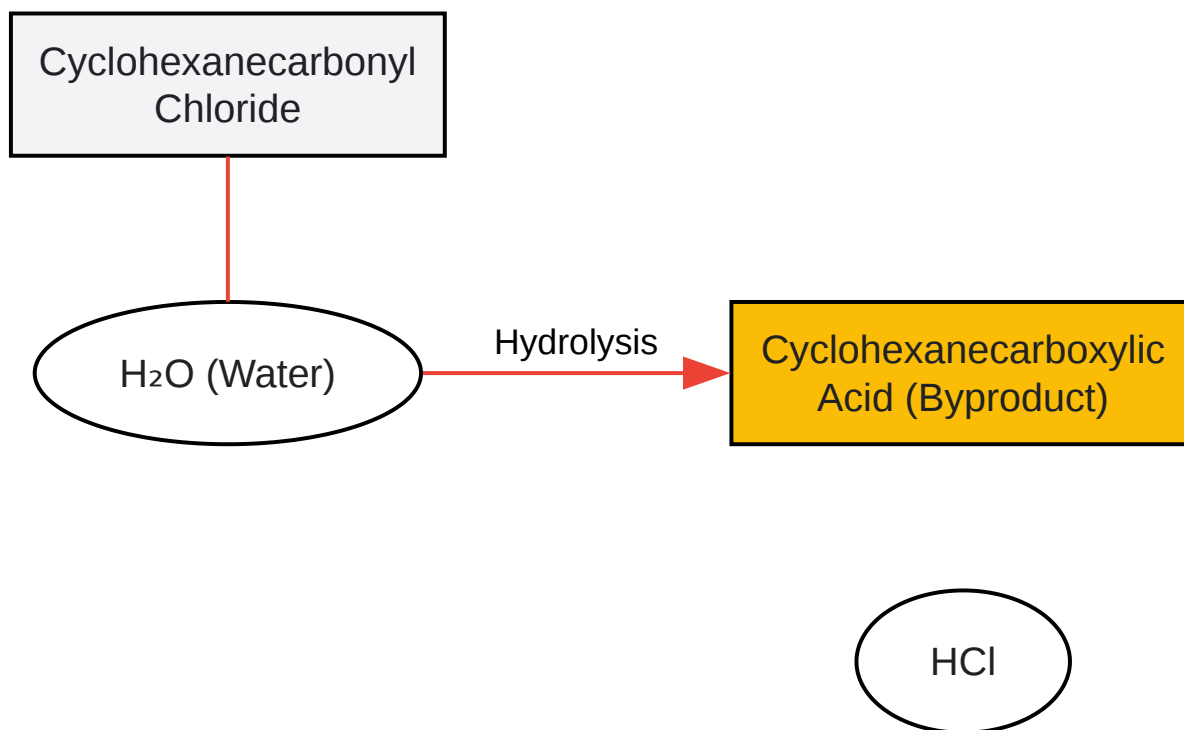 Cyclohexanecarbonyl
Chloride
H₂O (Water)
Hydrolysis
Cyclohexanecarboxylic
Acid (Byproduct)
HCl